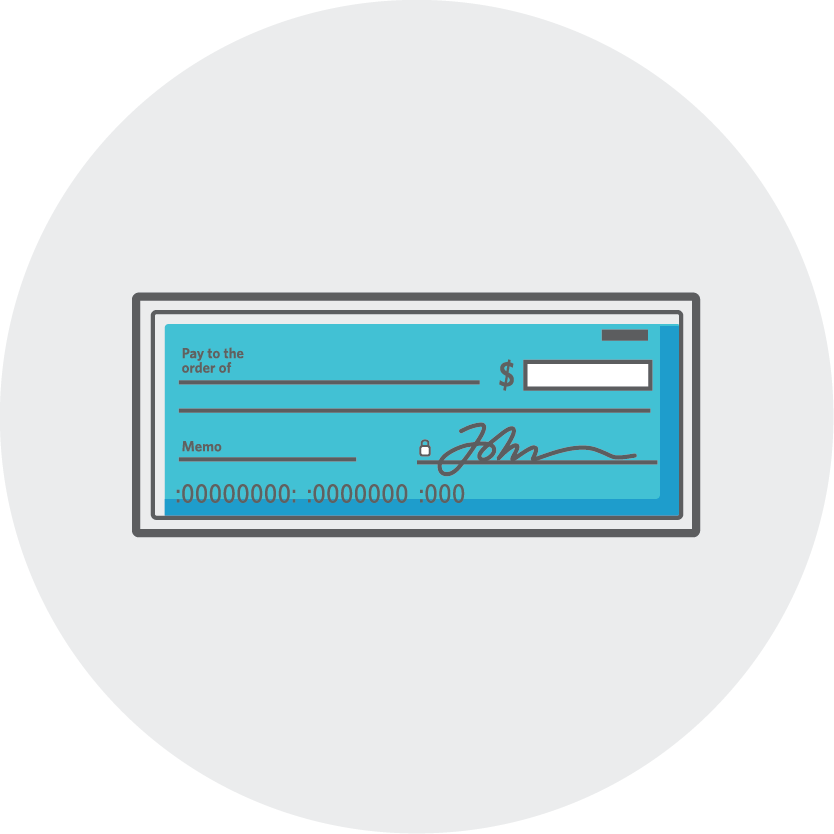 Pay to the
order of
$
Memo
John
:00000000: :0000000 :000